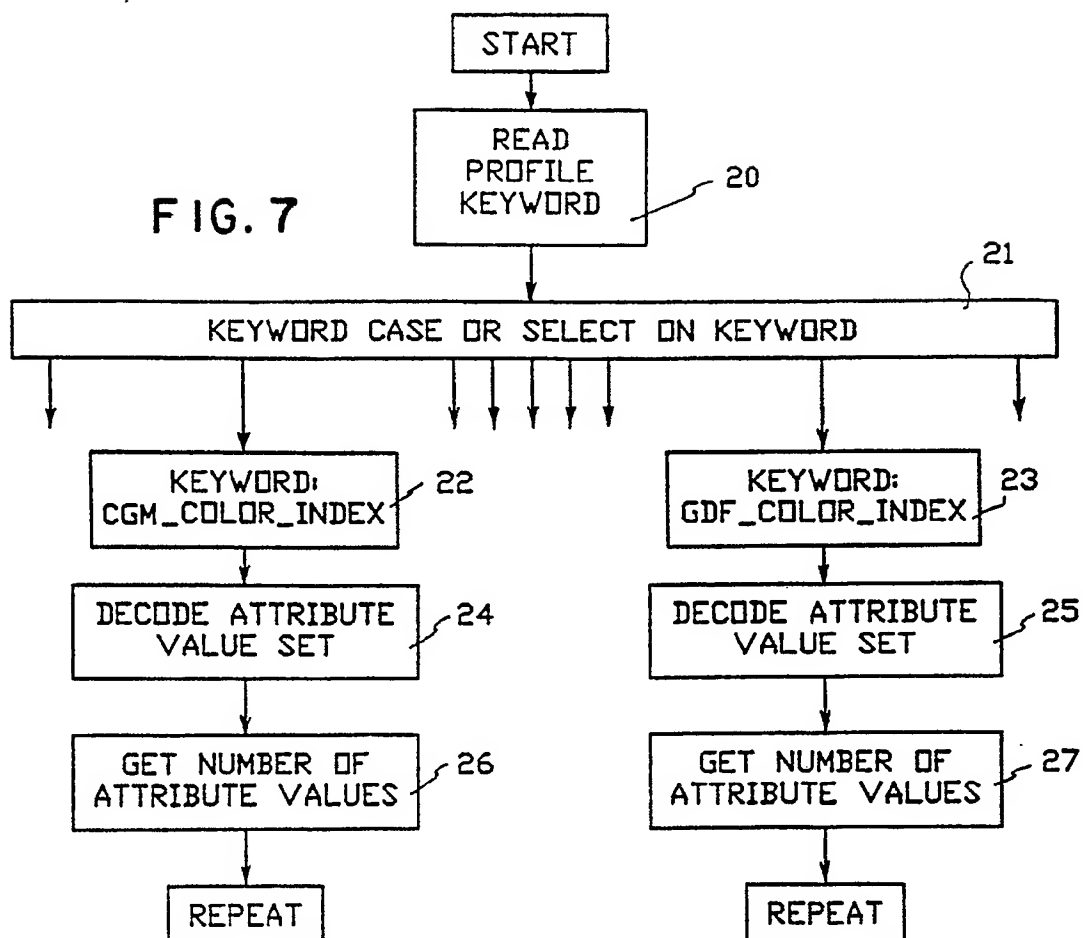 START
READ
PROFILE
KEYWORD
20
FIG. 7
21
KEYWORD CASE OR SELECT ON KEYWORD
KEYWORD:
CGM_COLOR_INDEX
22
KEYWORD:
GDF_COLOR_INDEX
23
DECODE ATTRIBUTE
VALUE SET
24
DECODE ATTRIBUTE
VALUE SET
25
GET NUMBER OF
ATTRIBUTE VALUES
26
GET NUMBER OF
ATTRIBUTE VALUES
27
REPEAT
REPEAT